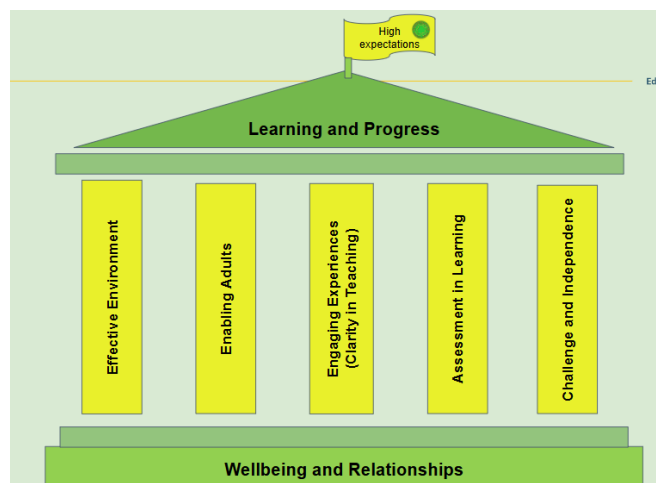 High
expectations
Ed
Learning and Progress
Effective Environment
Enabling Adults
Engaging Experiences
(Clarity in Teaching)
Assessment in Learning
Challenge and Independence
Wellbeing and Relationships